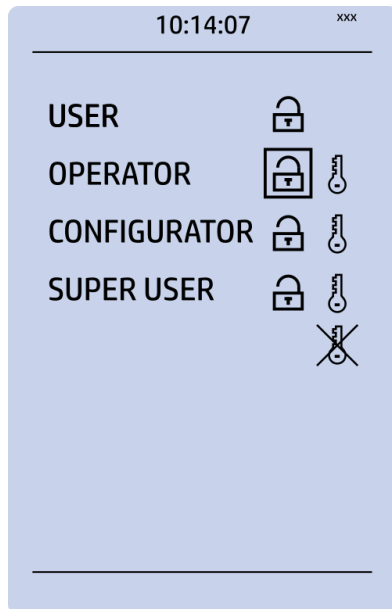 10:14:07 xxx
USER
OPERATOR
CONFIGURATOR
SUPER USER